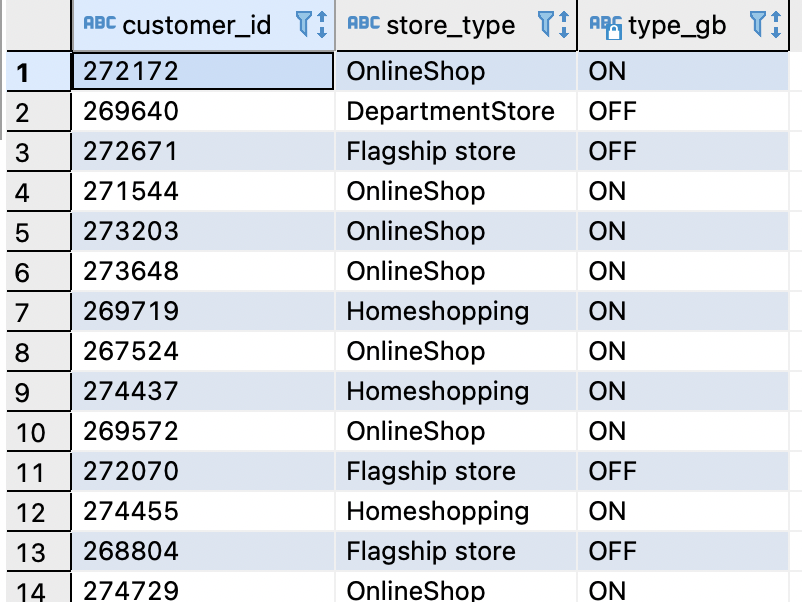 ABC customer_id ABC store_type ABC type_gb
1 272172 OnlineShop ON
2 269640 DepartmentStore OFF
3 272671 Flagship store OFF
4 271544 OnlineShop ON
5 273203 OnlineShop ON
6 273648 OnlineShop ON
7 269719 Homeshopping ON
8 267524 OnlineShop ON
9 274437 Homeshopping ON
10 269572 OnlineShop ON
11 272070 Flagship store OFF
12 274455 Homeshopping ON
13 268804 Flagship store OFF
14 274729 OnlineShop ON